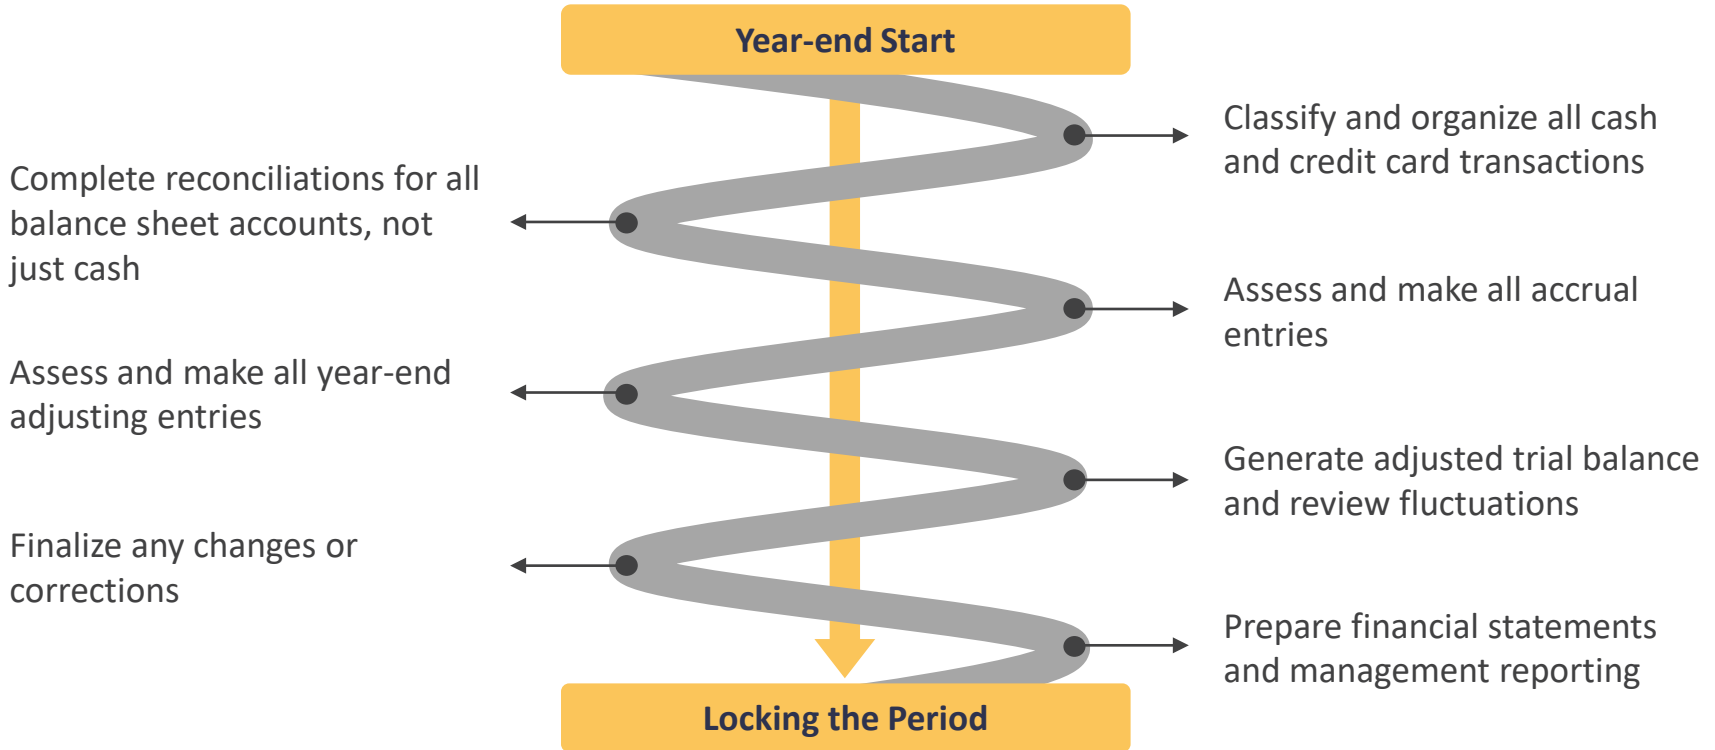 Year-end Start
Classify and organize all cash
and credit card transactions
Complete reconciliations for all
balance sheet accounts, not
just cash
Assess and make all accrual
entries
Assess and make all year-end
adjusting entries
Generate adjusted trial balance
and review fluctuations
Finalize any changes or
corrections
Prepare financial statements
and management reporting
Locking the Period